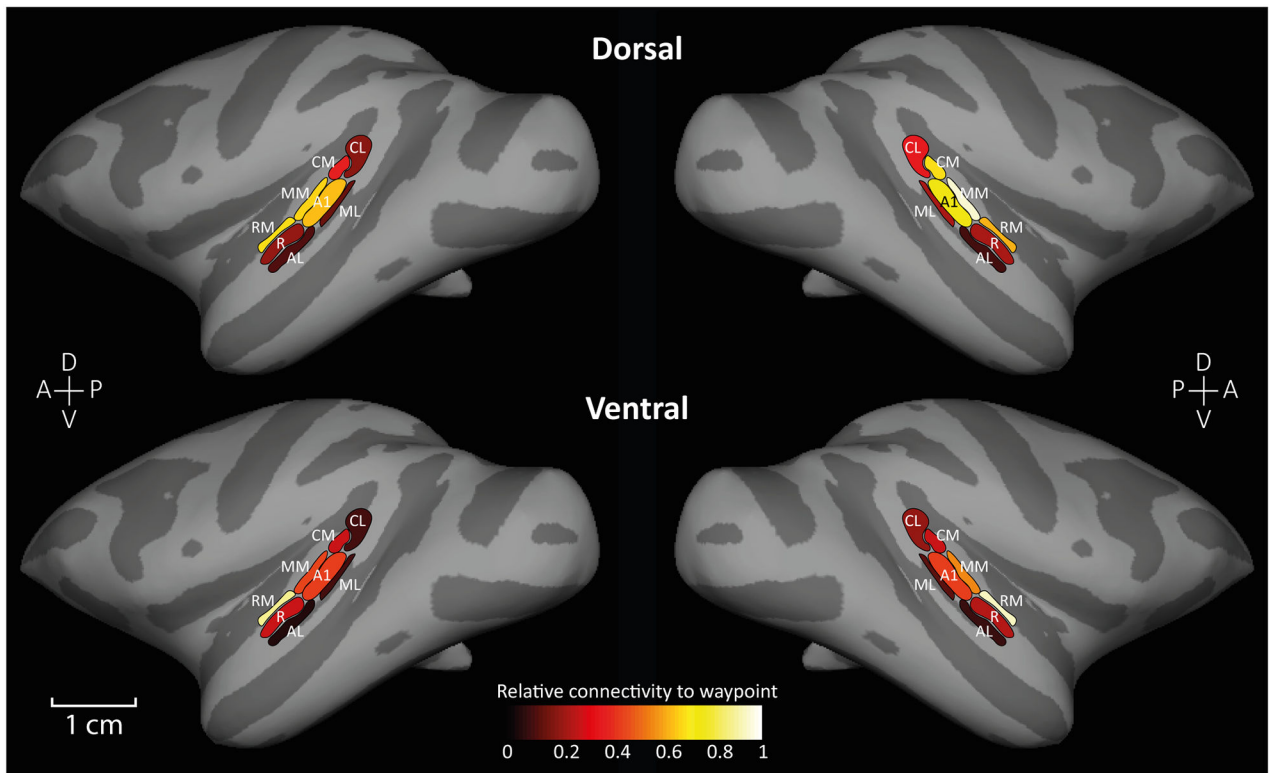 Dorsal
CL
CM
MM
A1
ML
RM
R
AL
CL
CM
MM
A1
ML
RM
R
AL
D
A P
V
D
P A
V
Ventral
CL
CM
MM
A1
ML
RM
R
AL
CL
CM
MM
A1
ML
RM
R
AL
1 cm
Relative connectivity to waypoint
0 0.2 0.4 0.6 0.8 1